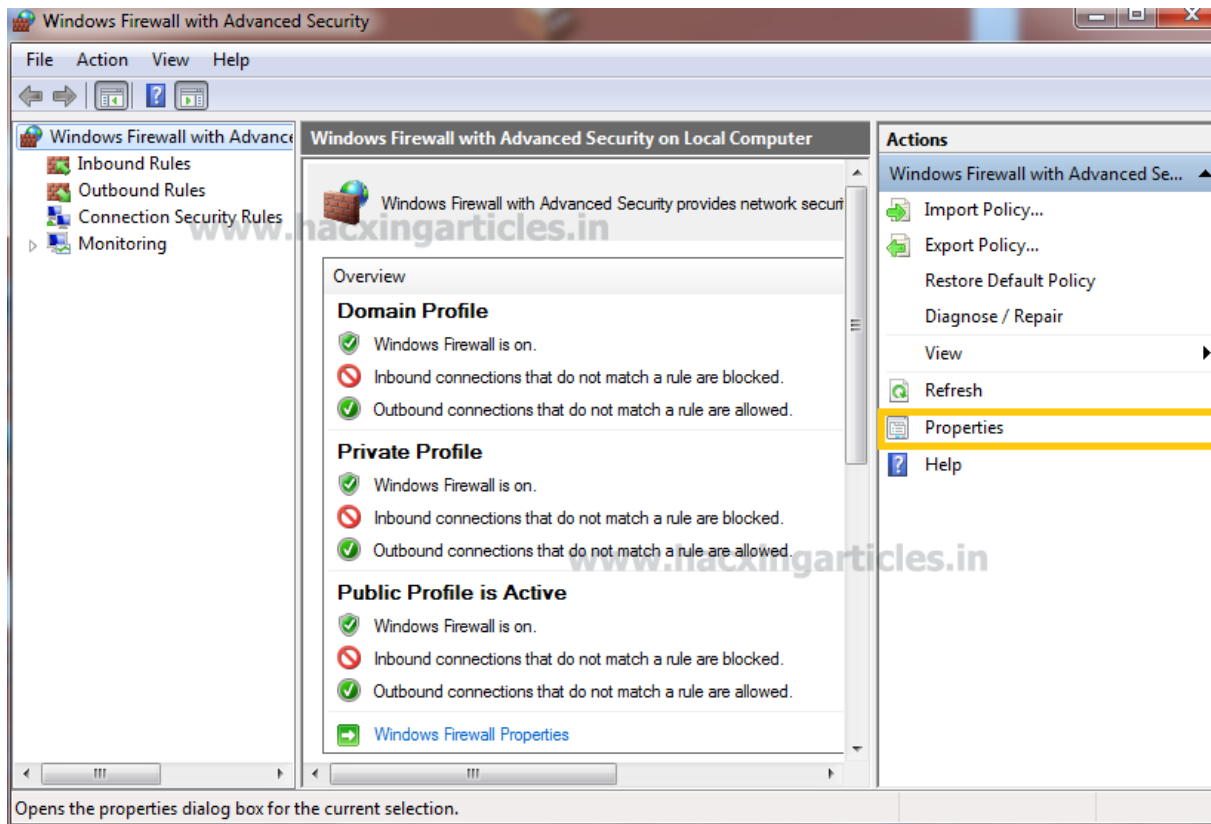 Windows Firewall with Advanced Security
File Action View Help
Windows Firewall with Advance
Inbound Rules
Outbound Rules
Connection Security Rules
Monitoring
Windows Firewall with Advanced Security on Local Computer
Windows Firewall with Advanced Security provides network securi
www.hacxingarticles.in
Overview
Domain Profile
Windows Firewall is on.
Inbound connections that do not match a rule are blocked.
Outbound connections that do not match a rule are allowed.
Private Profile
Windows Firewall is on.
Inbound connections that do not match a rule are blocked.
Outbound connections that do not match a rule are allowed.
www.hacxingarticles.in
Public Profile is Active
Windows Firewall is on.
Inbound connections that do not match a rule are blocked.
Outbound connections that do not match a rule are allowed.
Windows Firewall Properties
Actions
Windows Firewall with Advanced Se...
Import Policy...
Export Policy...
Restore Default Policy
Diagnose / Repair
View
Refresh
Properties
Help
Opens the properties dialog box for the current selection.